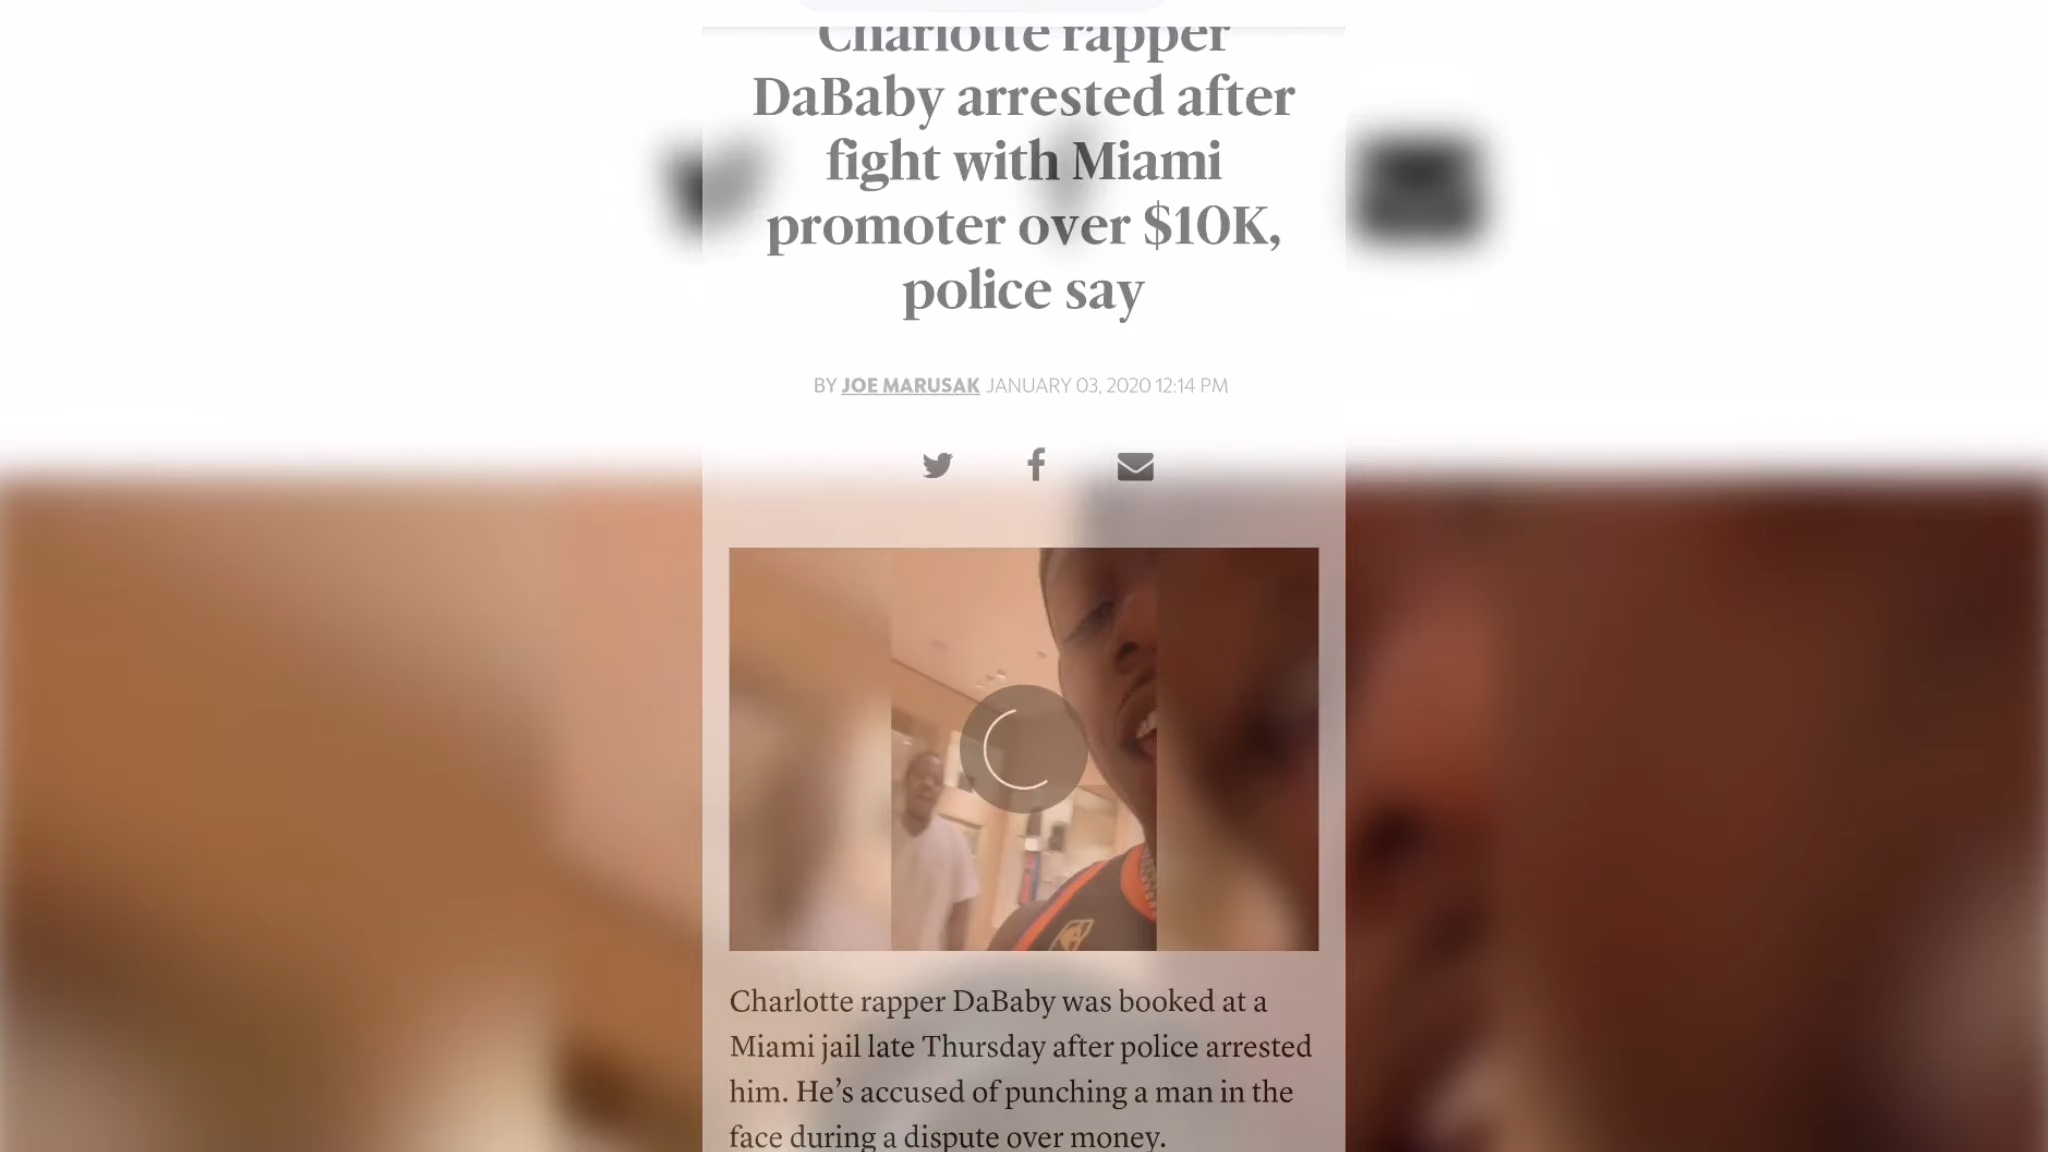 Charlotte rapper
DaBaby arrested after
fight with Miami
promoter over $10K,
police say
BY JOE MARUSAK JANUARY 03, 2020 12:14 PM
Charlotte rapper DaBaby was booked at a
Miami jail late Thursday after police arrested
him. He's accused of punching a man in the
face during a dispute over money.